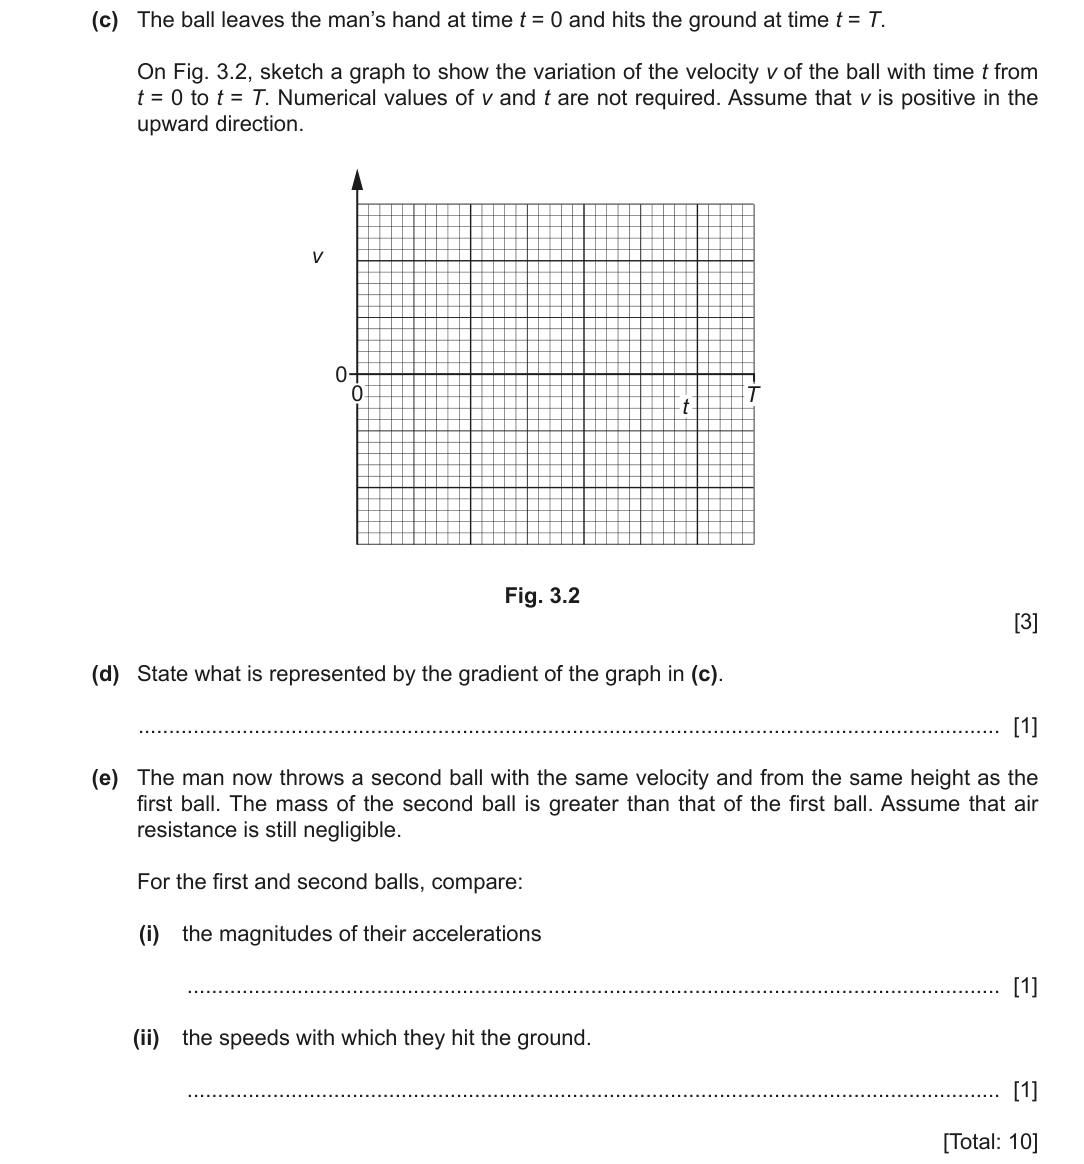 (c) The ball leaves the man’s hand at time t = 0 and hits the ground at time t = T.
On Fig. 3.2, sketch a graph to show the variation of the velocity v of the ball with time t from
t = 0 to t = T. Numerical values of v and t are not required. Assume that v is positive in the
upward direction.
v
0
0
t
T
Fig. 3.2
[3]
(d) State what is represented by the gradient of the graph in (c).
............................................................................................................................................. [1]
(e) The man now throws a second ball with the same velocity and from the same height as the
first ball. The mass of the second ball is greater than that of the first ball. Assume that air
resistance is still negligible.
For the first and second balls, compare:
(i) the magnitudes of their accelerations
..................................................................................................................................... [1]
(ii) the speeds with which they hit the ground.
..................................................................................................................................... [1]
[Total: 10]